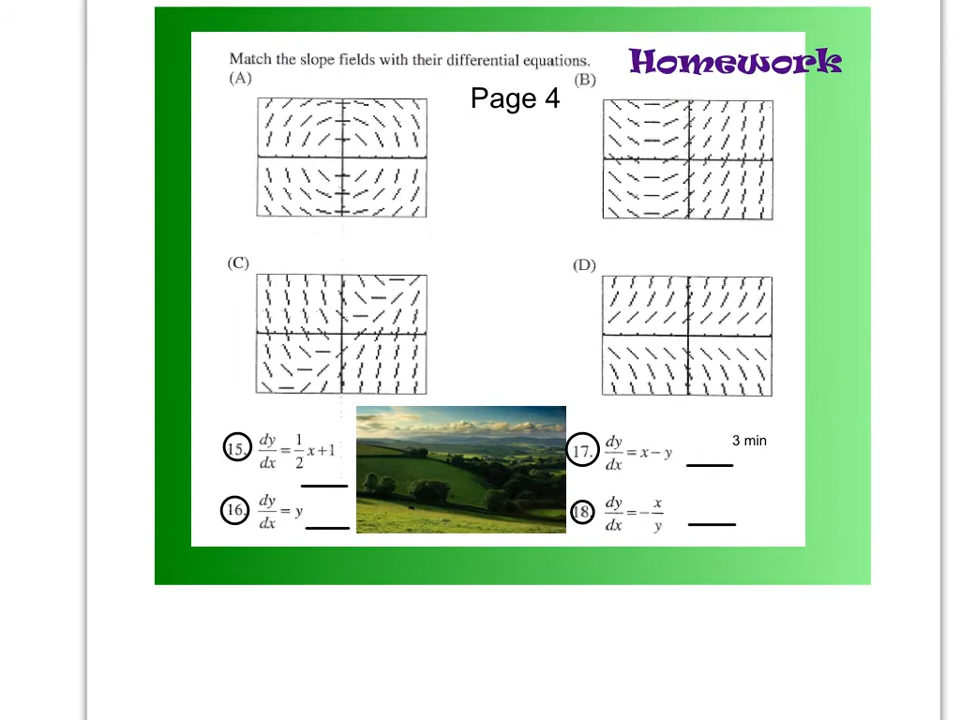 Homework
Match the slope fields with their differential equations.
(A)
Page 4
(B)
(C)
(D)
15. dy/dx = 1/2 x+1
17. dy/dx = x− y
3 min
16. dy/dx = y
18 dy/dx = − x/y